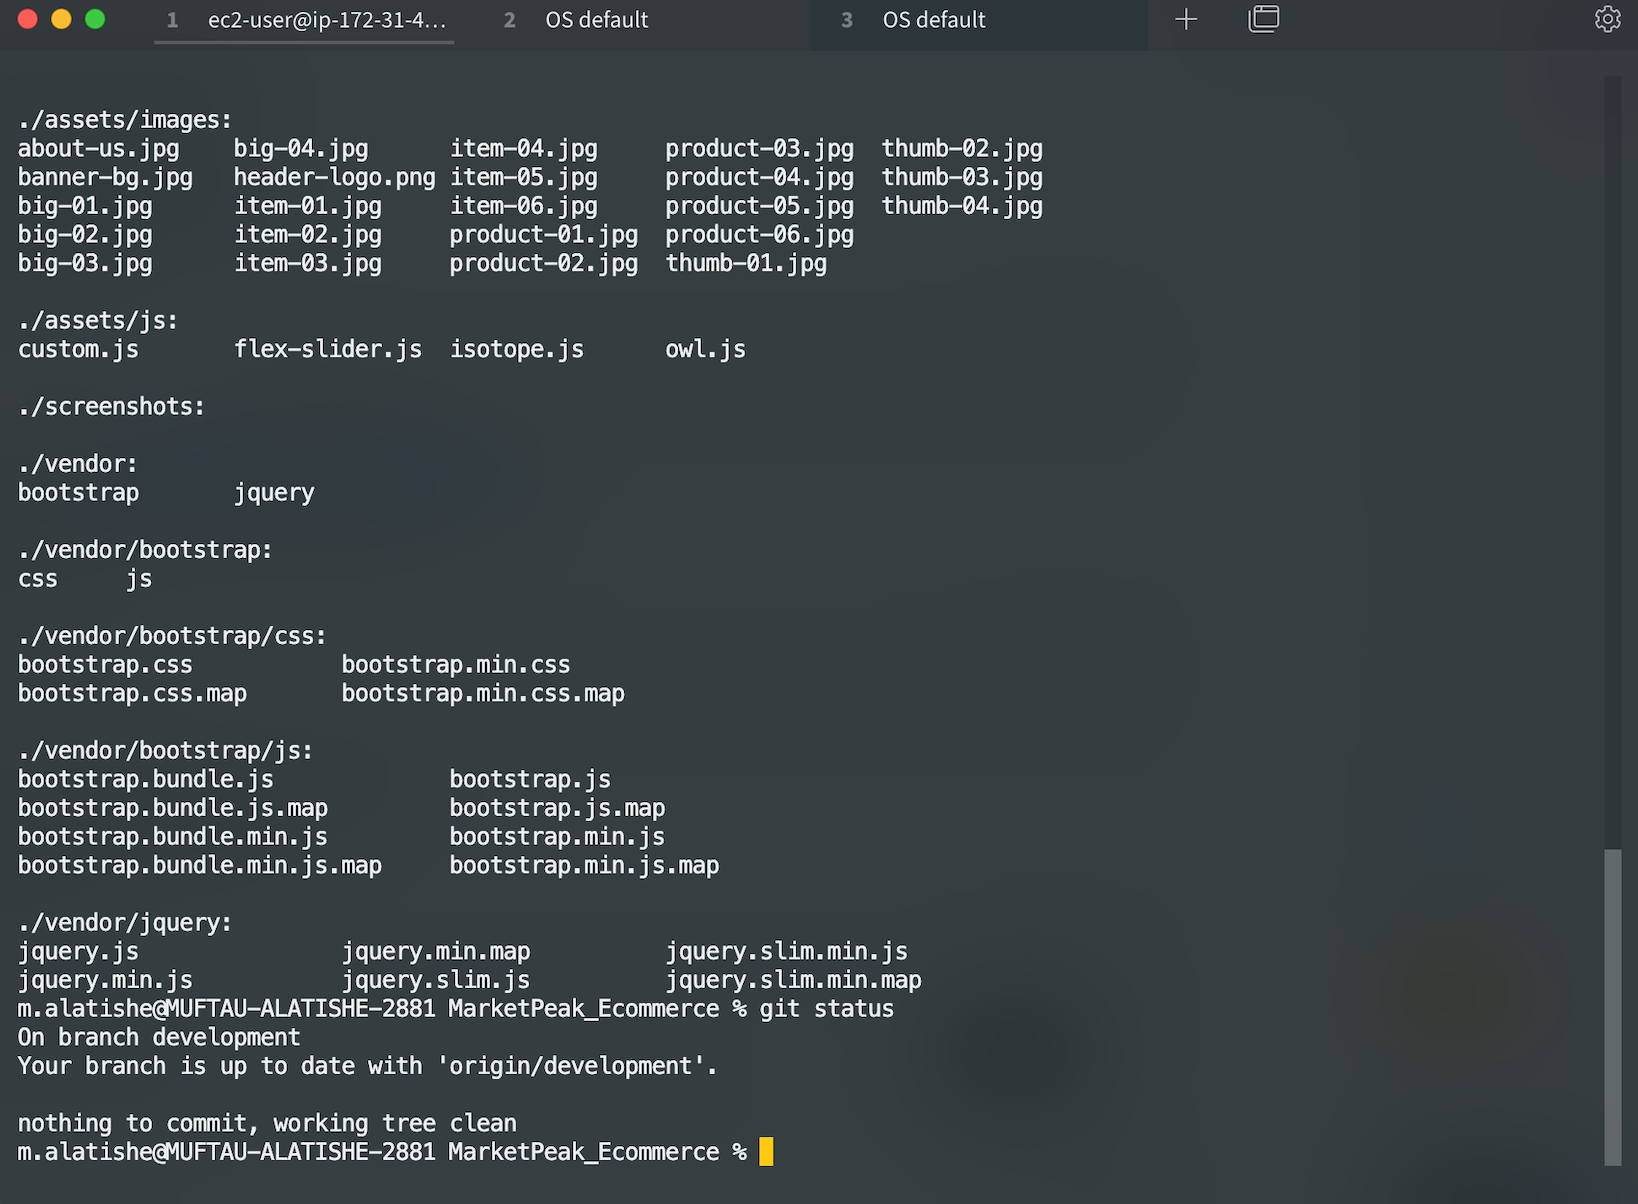 1 ec2-user@ip-172-31-4... 2 OS default 3 OS default
./assets/images:
about-us.jpg big-04.jpg item-04.jpg product-03.jpg thumb-02.jpg
banner-bg.jpg header-logo.png item-05.jpg product-04.jpg thumb-03.jpg
big-01.jpg item-01.jpg item-06.jpg product-05.jpg thumb-04.jpg
big-02.jpg item-02.jpg product-01.jpg product-06.jpg
big-03.jpg item-03.jpg product-02.jpg thumb-01.jpg
./assets/js:
custom.js flex-slider.js isotope.js owl.js
./screenshots:
./vendor:
bootstrap jquery
./vendor/bootstrap:
css js
./vendor/bootstrap/css:
bootstrap.css bootstrap.min.css
bootstrap.css.map bootstrap.min.css.map
./vendor/bootstrap/js:
bootstrap.bundle.js bootstrap.js
bootstrap.bundle.js.map bootstrap.js.map
bootstrap.bundle.min.js bootstrap.min.js
bootstrap.bundle.min.js.map bootstrap.min.js.map
./vendor/jquery:
jquery.js jquery.min.map jquery.slim.min.js
jquery.min.js jquery.slim.js jquery.slim.min.map
m.alatishe@MUFTAU-ALATISHE-2881 MarketPeak_Ecommerce % git status
On branch development
Your branch is up to date with 'origin/development'.
nothing to commit, working tree clean
m.alatishe@MUFTAU-ALATISHE-2881 MarketPeak_Ecommerce %